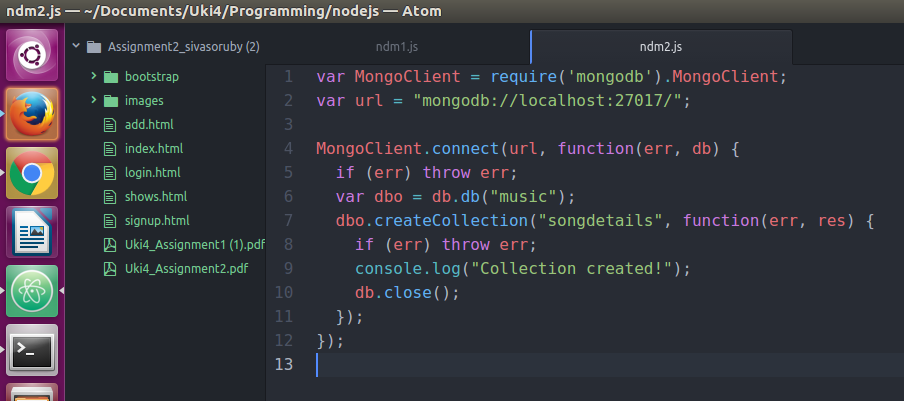 ndm2.js — ~/Documents/Uki4/Programming/nodejs — Atom
Assignment2_sivasoruby (2)
bootstrap
images
add.html
index.html
login.html
shows.html
signup.html
Uki4_Assignment1 (1).pdf
Uki4_Assignment2.pdf
ndm1.js
ndm2.js
1 var MongoClient = require('mongodb').MongoClient;
2 var url = "mongodb://localhost:27017/";
3
4 MongoClient.connect(url, function(err, db) {
5   if (err) throw err;
6   var dbo = db.db("music");
7   dbo.createCollection("songdetails", function(err, res) {
8     if (err) throw err;
9     console.log("Collection created!");
10     db.close();
11   });
12 });
13